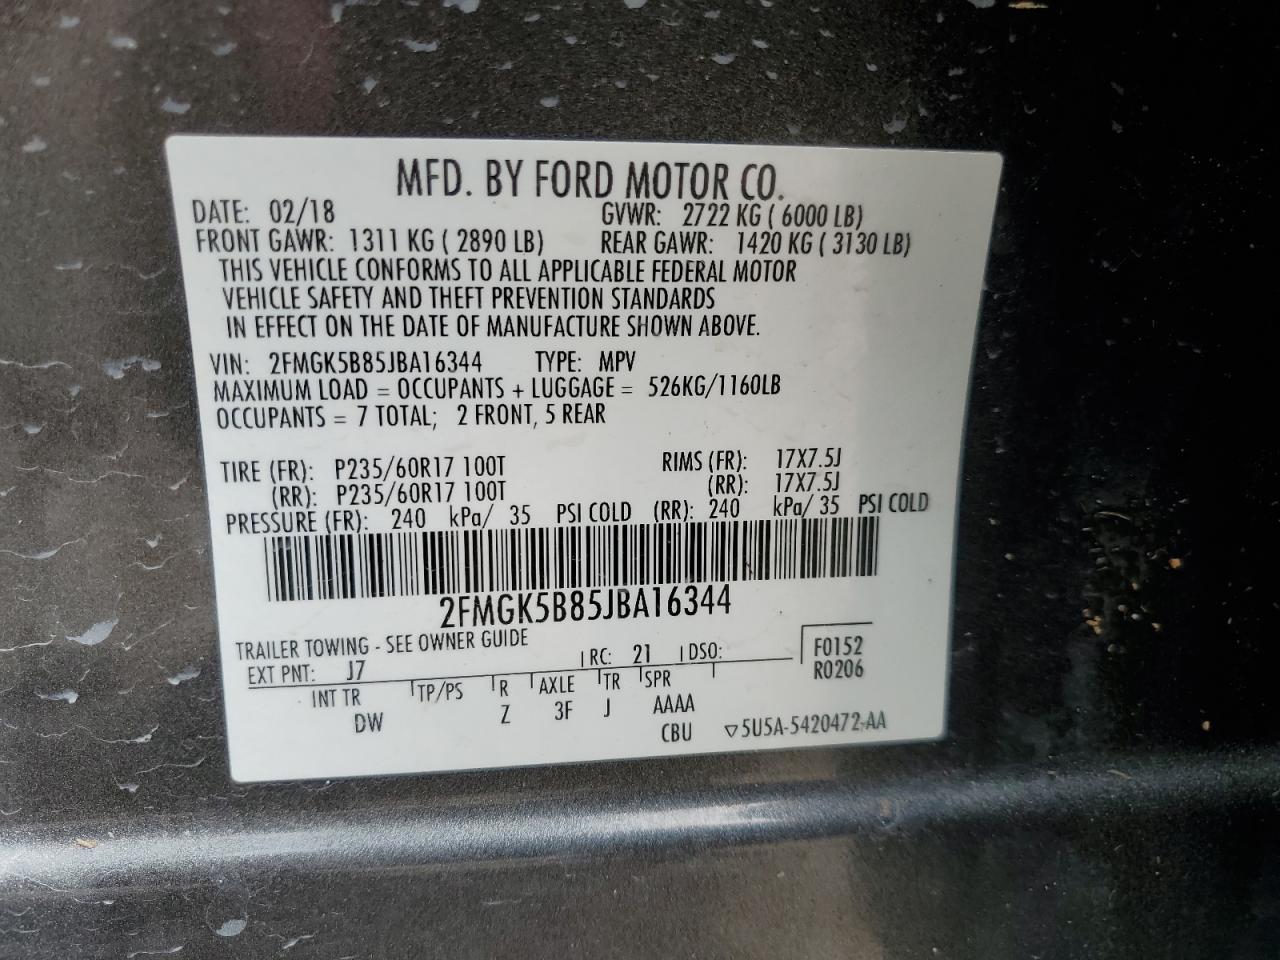 MFD. BY FORD MOTOR CO.
DATE: 02/18 GVWR: 2722 KG ( 6000 LB)
FRONT GAWR: 1311 KG ( 2890 LB) REAR GAWR: 1420 KG ( 3130 LB)
THIS VEHICLE CONFORMS TO ALL APPLICABLE FEDERAL MOTOR
VEHICLE SAFETY AND THEFT PREVENTION STANDARDS
IN EFFECT ON THE DATE OF MANUFACTURE SHOWN ABOVE.
VIN: 2FMGK5B85JBA16344 TYPE: MPV
MAXIMUM LOAD = OCCUPANTS + LUGGAGE = 526KG/1160LB
OCCUPANTS = 7 TOTAL; 2 FRONT, 5 REAR
TIRE (FR): P235/60R17 100T RIMS (FR): 17X7.5J
(RR): P235/60R17 100T (RR): 17X7.5J
PRESSURE (FR): 240 kPa/ 35 PSI COLD (RR): 240 kPa/ 35 PSI COLD
2FMGK5B85JBA16344
TRAILER TOWING - SEE OWNER GUIDE
EXT PNT: J7 RC: 21 DSO: F0152
R0206
INT TR TP/PS R AXLE TR SPR
DW Z 3F J AAAA
CBU ▽5U5A-5420472-AA